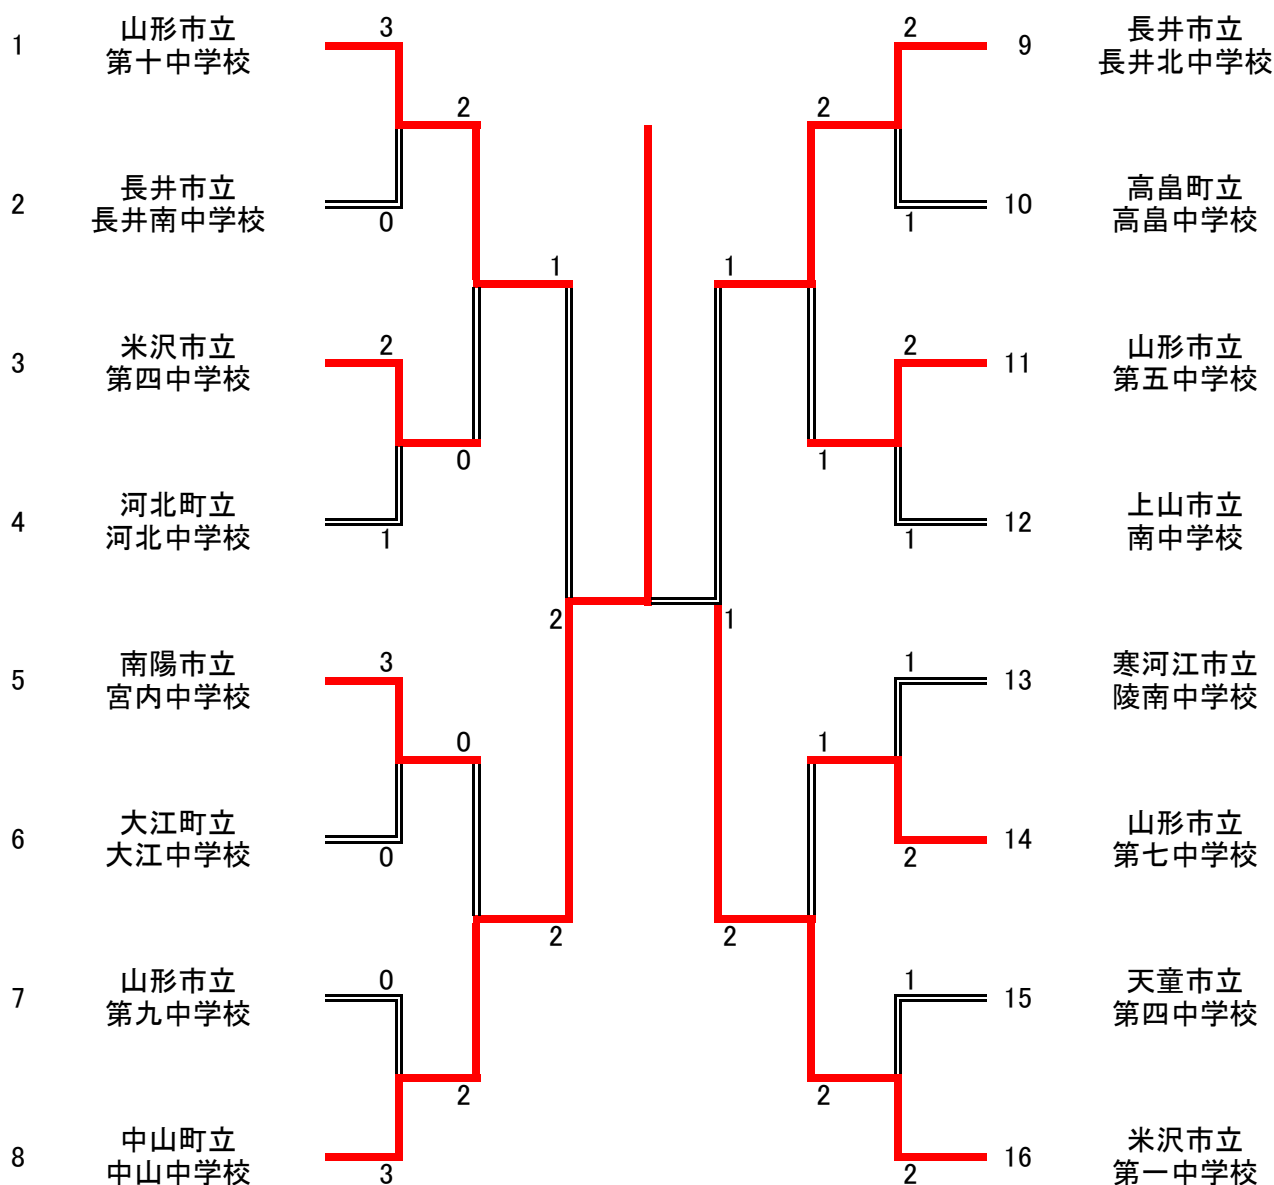 1
山形市立
第十中学校
3
2
2
長井市立
長井南中学校
0
1
3
米沢市立
第四中学校
2
0
4
河北町立
河北中学校
1
2
5
南陽市立
宮内中学校
3
0
6
大江町立
大江中学校
0
2
7
山形市立
第九中学校
0
2
8
中山町立
中山中学校
3
2
9
長井市立
長井北中学校
2
1
10
高畠町立
高畠中学校
1
2
11
山形市立
第五中学校
1
1
12
上山市立
南中学校
1
1
13
寒河江市立
陵南中学校
1
2
14
山形市立
第七中学校
2
1
15
天童市立
第四中学校
2
2
16
米沢市立
第一中学校